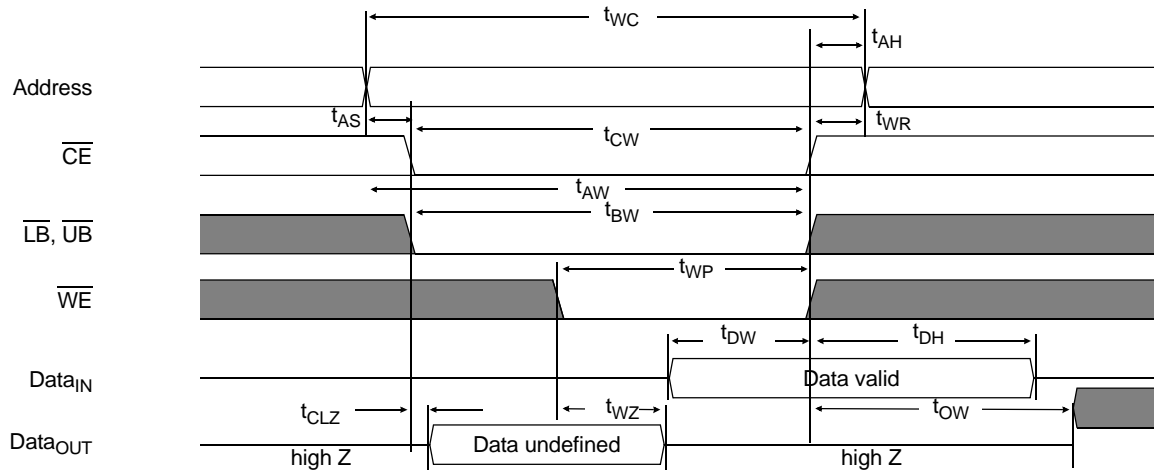 tWC
tAH
Address
tAS
tCW
tWR
CE
tAW
LB, UB
tBW
tWP
WE
tDW
tDH
DataIN
Data valid
tCLZ
tWZ
tOW
DataOUT
Data undefined
high Z
high Z